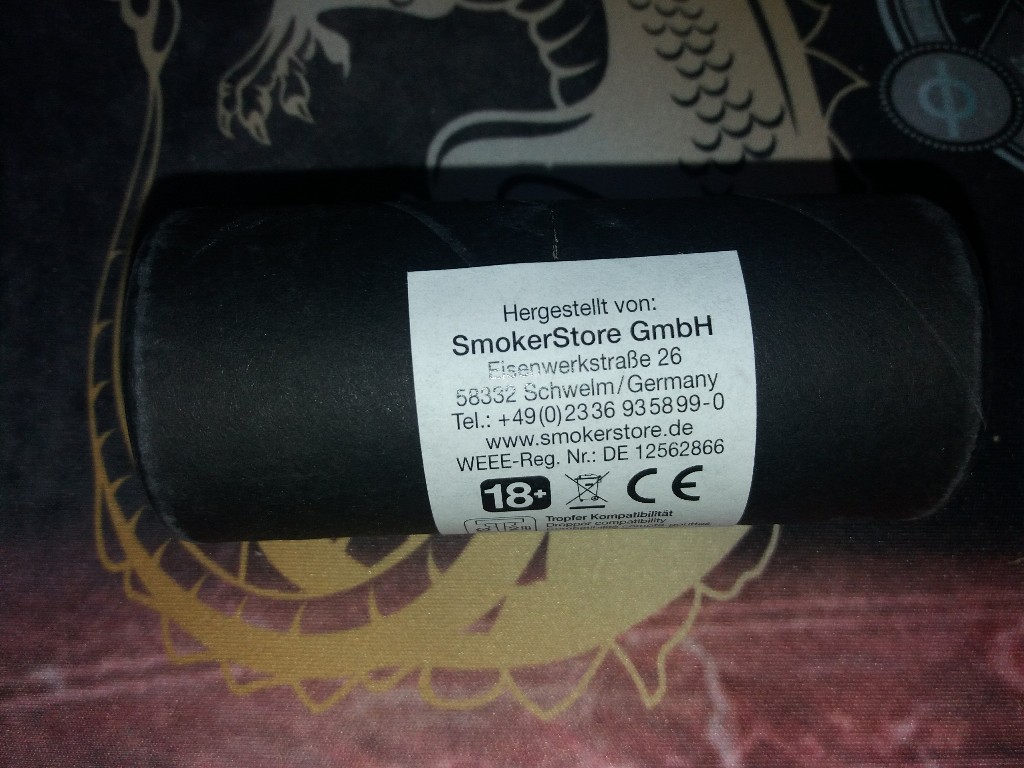 Hergestellt von:
SmokerStore GmbH
Eisenwerkstraße 26
58332 Schwelm/Germany
Tel.: +49(0)2336 935899-0
www.smokerstore.de
WEEE-Reg. Nr.: DE 12562866
18+ CE
Tropfer Kompatibilität
Dropper compatibility